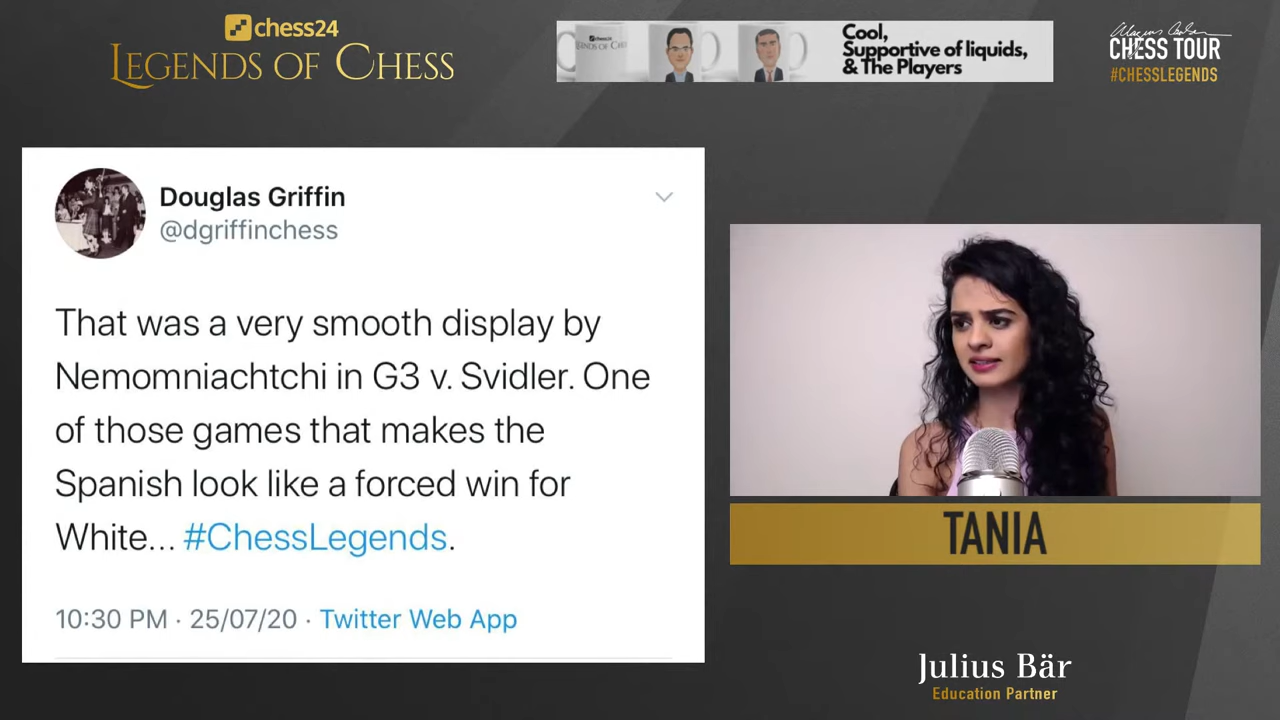 chess24
LEGENDS OF CHESS
Cool,
Supportive of liquids,
& The Players
CHESS TOUR
#CHESSLEGENDS
Douglas Griffin
@dgriffinchess
That was a very smooth display by
Nemomniachtchi in G3 v. Svidler. One
of those games that makes the
Spanish look like a forced win for
White... #ChessLegends.
10:30 PM · 25/07/20 · Twitter Web App
TANIA
Julius Bär
Education Partner